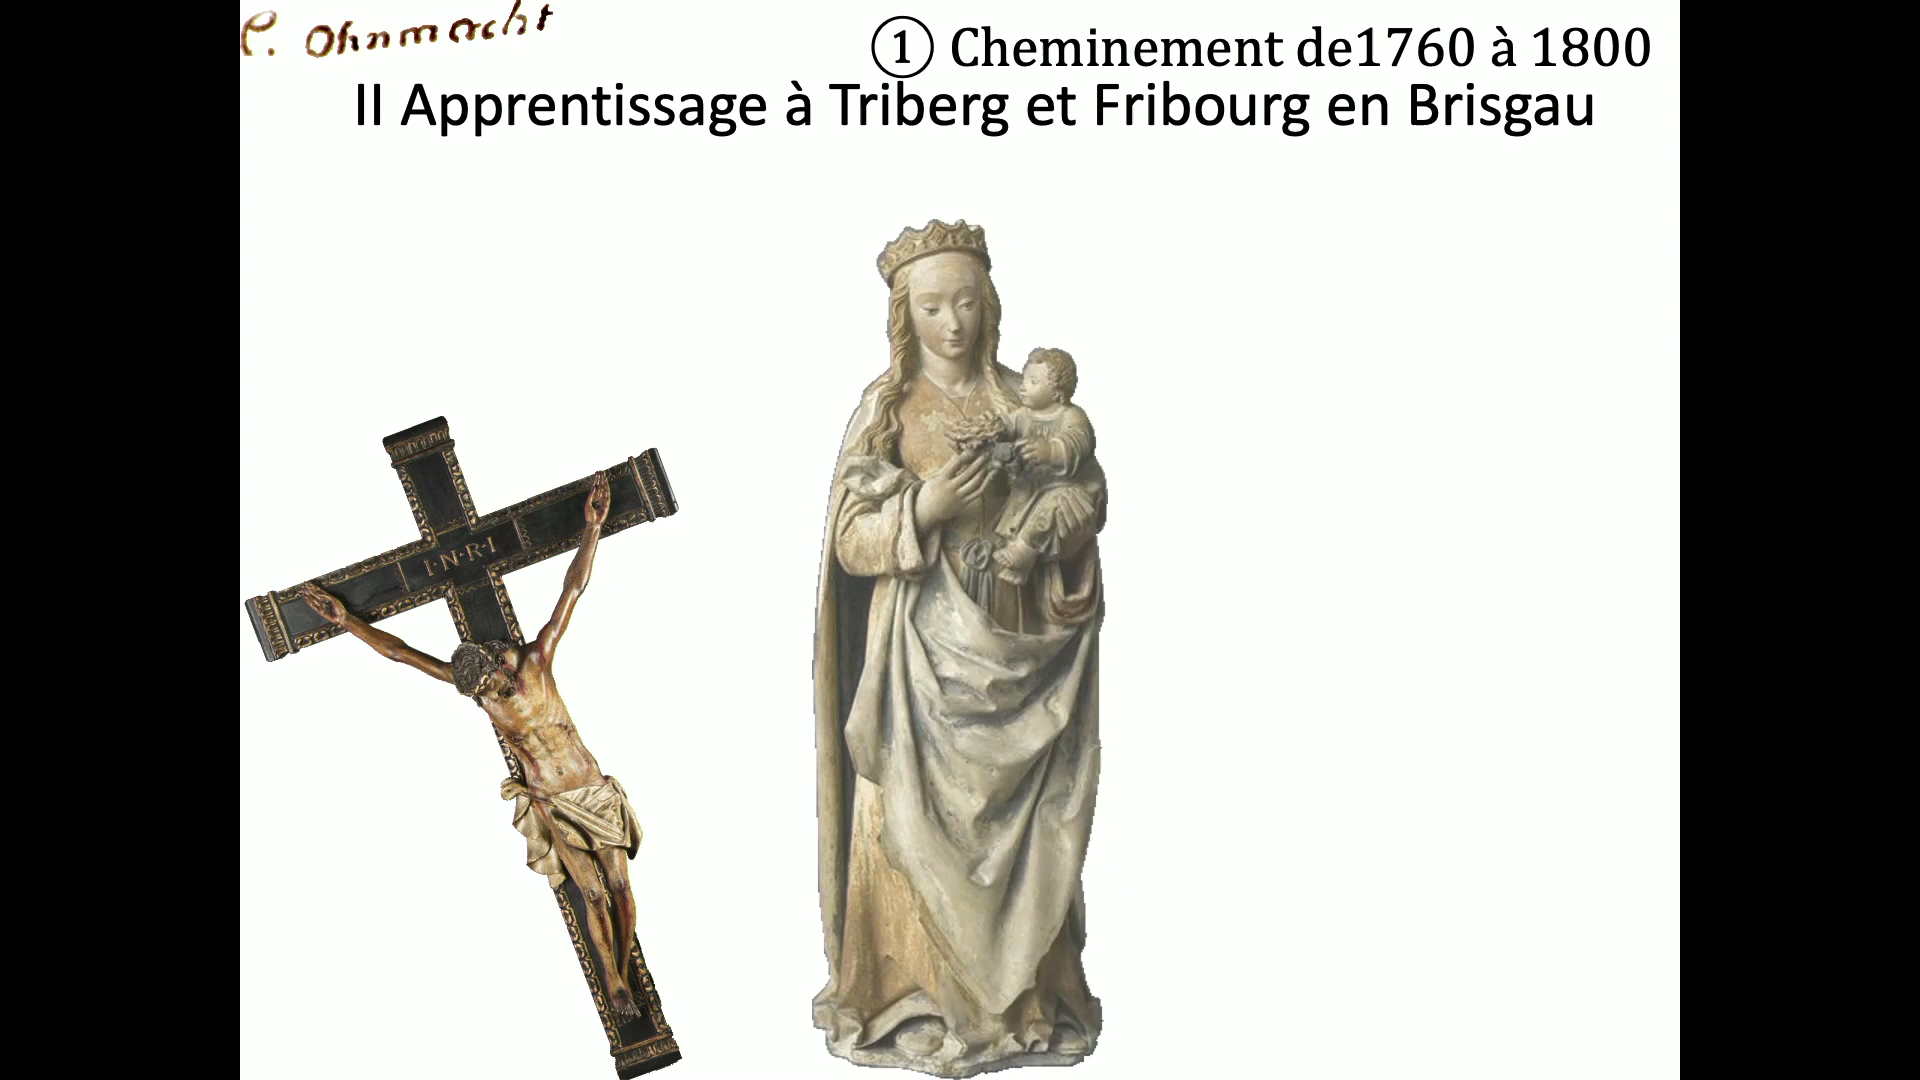 L. Ohnmacht
① Cheminement de1760 à 1800
II Apprentissage à Triberg et Fribourg en Brisgau
I·N·R·I